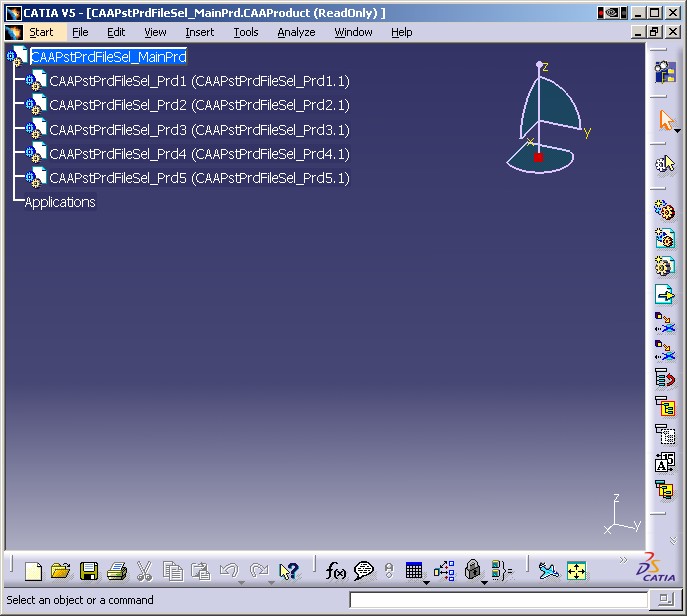 CATIA V5 - [CAAPstPrdFileSel_MainPrd.CAAProduct (ReadOnly) ]
Start File Edit View Insert Tools Analyze Window Help
CAAPstPrdFileSel_MainPrd
CAAPstPrdFileSel_Prd1 (CAAPstPrdFileSel_Prd1.1)
CAAPstPrdFileSel_Prd2 (CAAPstPrdFileSel_Prd2.1)
CAAPstPrdFileSel_Prd3 (CAAPstPrdFileSel_Prd3.1)
CAAPstPrdFileSel_Prd4 (CAAPstPrdFileSel_Prd4.1)
CAAPstPrdFileSel_Prd5 (CAAPstPrdFileSel_Prd5.1)
Applications
z
y
x
z
x y
f(x)
CATIA
Select an object or a command